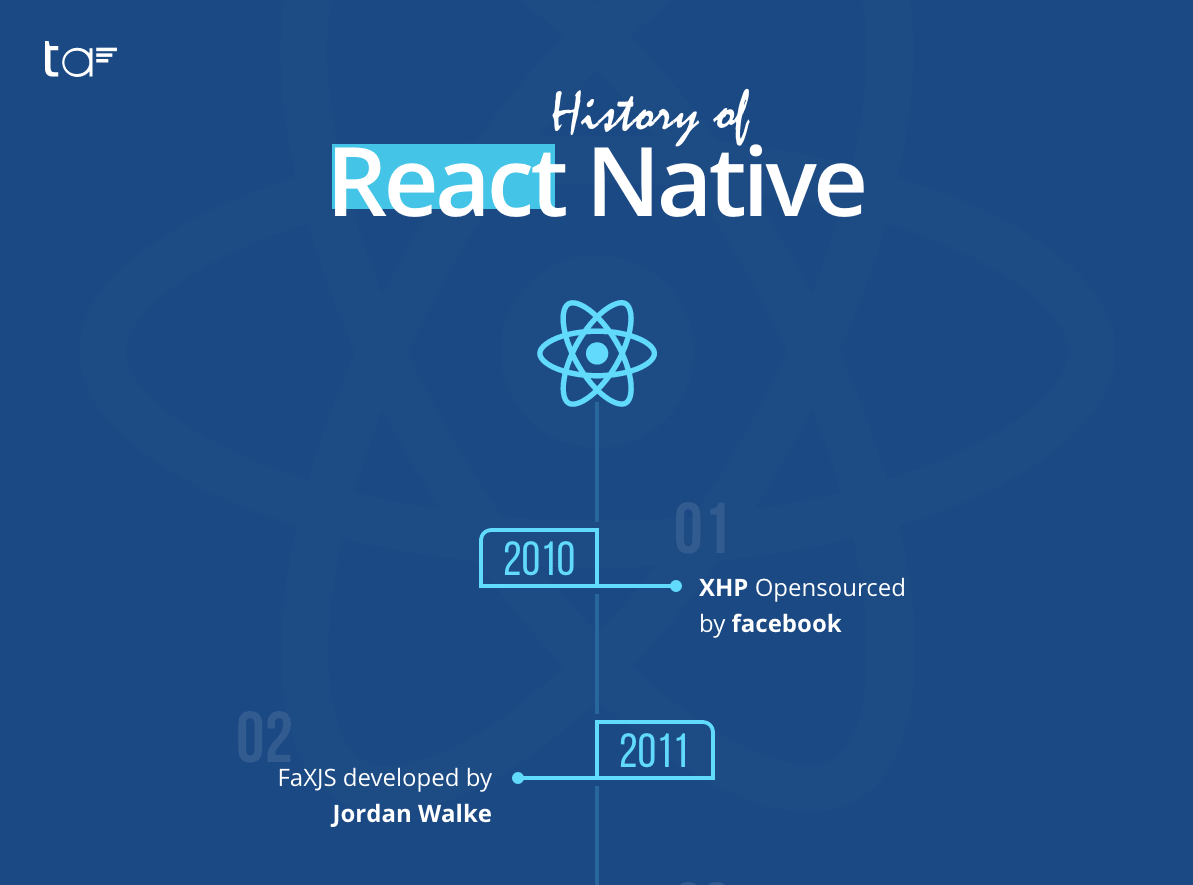 ta
History of
React Native
01
2010
XHP Opensourced
by facebook
02
2011
FaXJS developed by
Jordan Walke